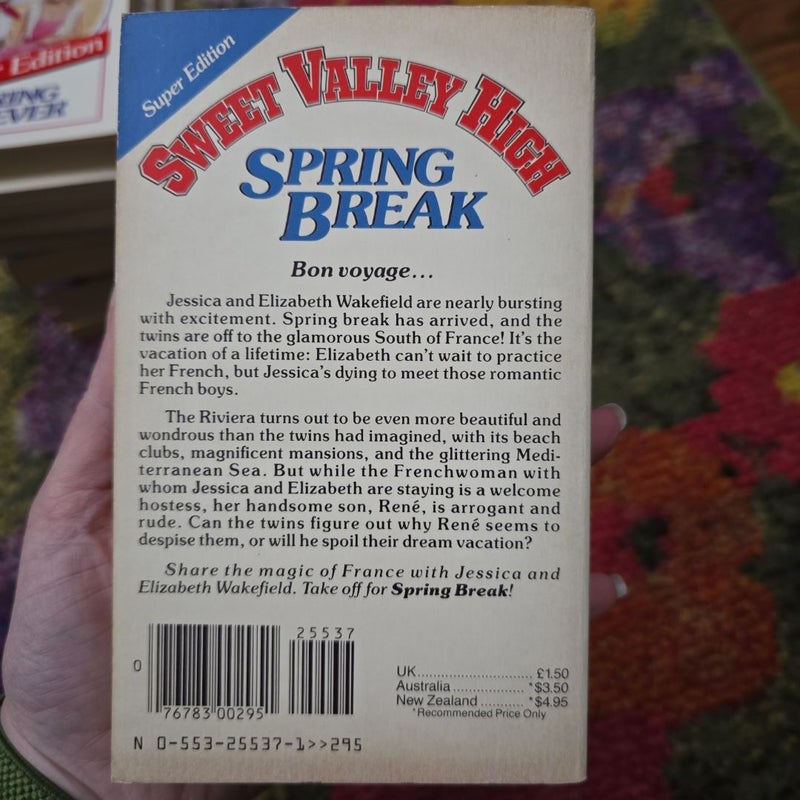 Edition
Super Edition
SWEET VALLEY HIGH
SPRING
BREAK
Bon voyage...
Jessica and Elizabeth Wakefield are nearly bursting
with excitement. Spring break has arrived, and the
twins are off to the glamorous South of France! It's the
vacation of a lifetime: Elizabeth can't wait to practice
her French, but Jessica's dying to meet those romantic
French boys.
The Riviera turns out to be even more beautiful and
wondrous than the twins had imagined, with its beach
clubs, magnificent mansions, and the glittering Medi-
terranean Sea. But while the Frenchwoman with
whom Jessica and Elizabeth are staying is a welcome
hostess, her handsome son, René, is arrogant and
rude. Can the twins figure out why René seems to
despise them, or will he spoil their dream vacation?
Share the magic of France with Jessica and
Elizabeth Wakefield. Take off for Spring Break!
25537
0
76783 00295
UK................ £1.50
Australia .................. *$3.50
New Zealand ........... *$4.95
*Recommended Price Only
N 0-553-25537-1>>295